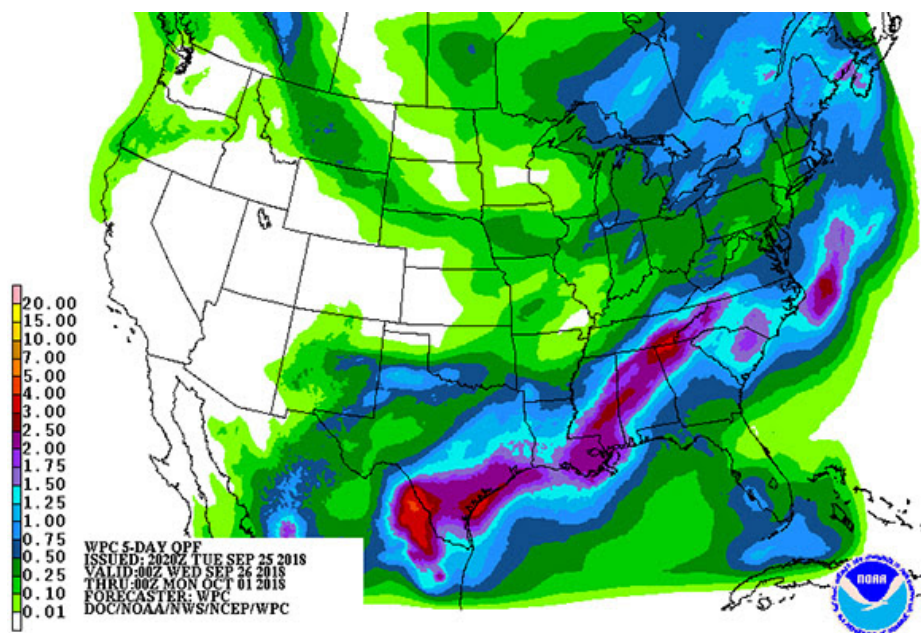 20.00
15.00
10.00
7.00
5.00
4.00
3.00
2.50
2.00
1.75
1.50
1.25
1.00
0.75
0.50
0.25
0.10
0.01
WPC 5-DAY QPF
ISSUED: 2020Z TUE SEP 25 2018
VALID:00Z WED SEP 26 2018
THRU:00Z MON OCT 01 2018
FORECASTER: WPC
DOC/NOAA/NWS/NCEP/WPC
NOAA